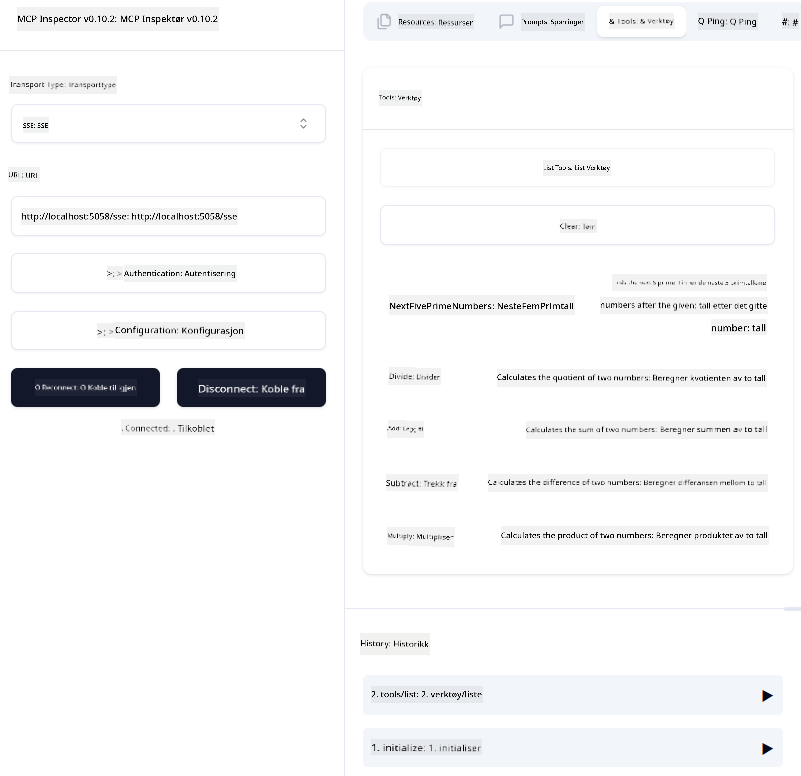 MCP Inspector v0.10.2: MCP Inspektør v0.10.2
Transport Type: Transporttype
SSE: SSE
URL: URL
http://localhost:5058/sse: http://localhost:5058/sse
>: > Authentication: Autentisering
>: > Configuration: Konfigurasjon
O Reconnect: O Koble til igjen
Disconnect: Koble fra
. Connected: . Tilkoblet
Resources: Ressurser
Prompts: Spørringer
& Tools: & Verktøy
Q Ping: Q Ping
#: #
Tools: Verktøy
List Tools: List Verktøy
Clear: Tøm
NextFivePrimeNumbers: NesteFemPrimtall
numbers after the given: tall etter det gitte
number: tall
Divide: Divider
Calculates the quotient of two numbers: Beregner kvotienten av to tall
Add: Legg til
Calculates the sum of two numbers: Beregner summen av to tall
Subtract: Trekk fra
Calculates the difference of two numbers: Beregner differansen mellom to tall
Multiply: Multipliser
Calculates the product of two numbers: Beregner produktet av to tall
History: Historikk
2. tools/list: 2. verktøy/liste
1. initialize: 1. initialiser